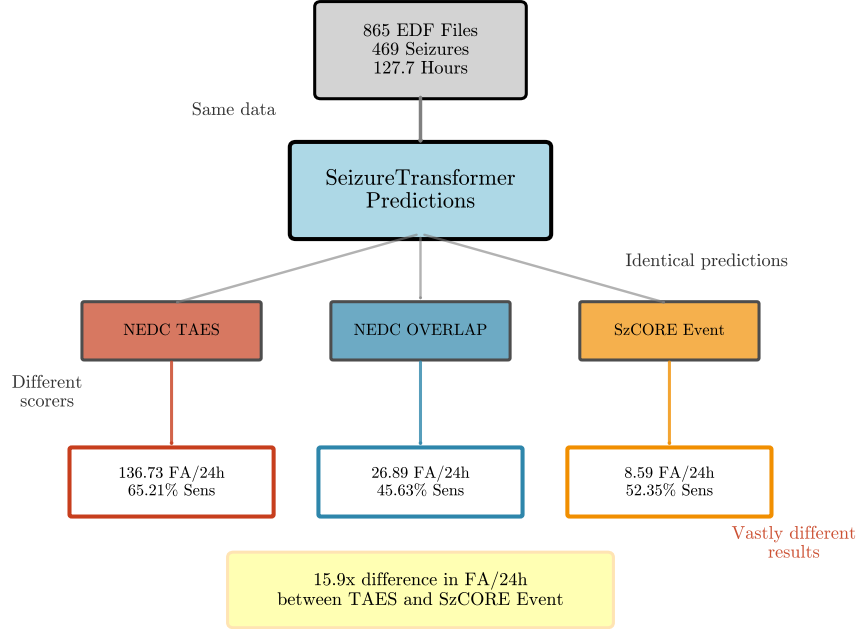 865 EDF Files
469 Seizures
127.7 Hours
Same data
SeizureTransformer
Predictions
Identical predictions
NEDC TAES
NEDC OVERLAP
SzCORE Event
Different
scorers
136.73 FA/24h
65.21% Sens
26.89 FA/24h
45.63% Sens
8.59 FA/24h
52.35% Sens
Vastly different
results
15.9x difference in FA/24h
between TAES and SzCORE Event